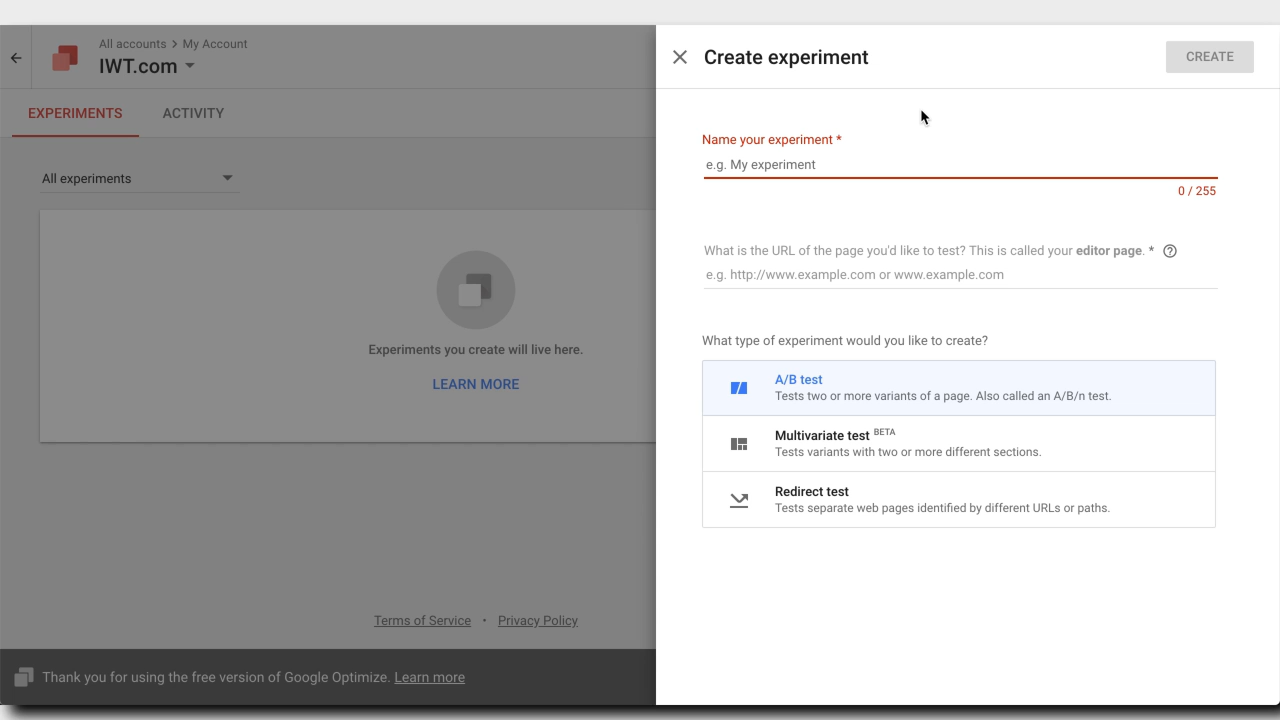 All accounts > My Account
IWT.com
EXPERIMENTS
ACTIVITY
All experiments
Experiments you create will live here.
LEARN MORE
Terms of Service • Privacy Policy
Thank you for using the free version of Google Optimize. Learn more
Create experiment
CREATE
Name your experiment *
e.g. My experiment
0 / 255
What is the URL of the page you'd like to test? This is called your editor page. *
e.g. http://www.example.com or www.example.com
What type of experiment would you like to create?
A/B test
Tests two or more variants of a page. Also called an A/B/n test.
Multivariate test BETA
Tests variants with two or more different sections.
Redirect test
Tests separate web pages identified by different URLs or paths.